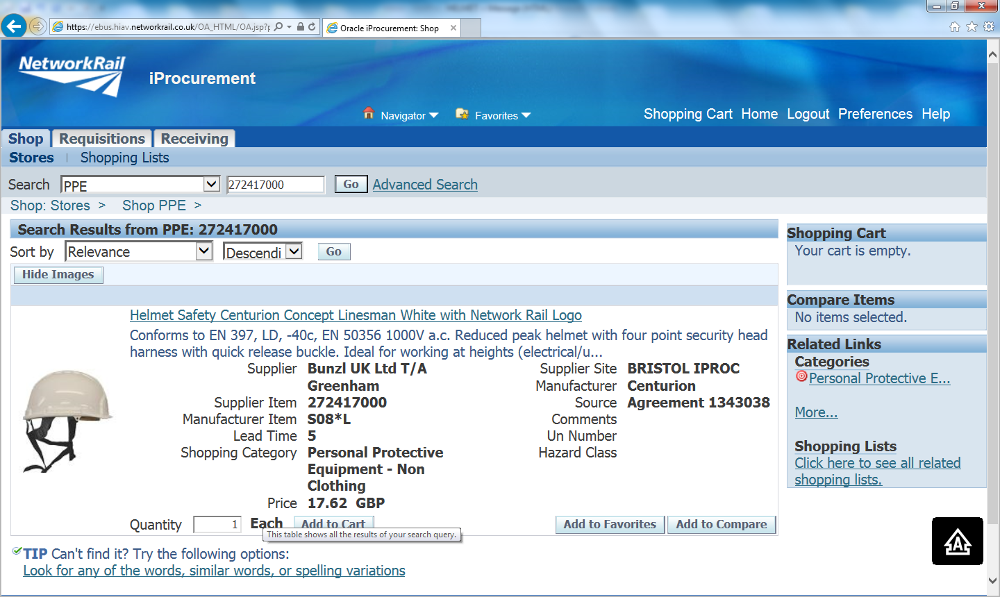 https://ebus.hiav.networkrail.co.uk/OA_HTML/OA.jsp?p
Oracle iProcurement: Shop
NetworkRail
iProcurement
Navigator Favorites
Shopping Cart Home Logout Preferences Help
Shop Requisitions Receiving
Stores | Shopping Lists
Search PPE 272417000 Go Advanced Search
Shop: Stores > Shop PPE >
Search Results from PPE: 272417000
Sort by Relevance Descendi Go
Hide Images
Helmet Safety Centurion Concept Linesman White with Network Rail Logo
Conforms to EN 397, LD, -40c, EN 50356 1000V a.c. Reduced peak helmet with four point security head
harness with quick release buckle. Ideal for working at heights (electrical/u...
Supplier Bunzl UK Ltd T/A
Greenham
Supplier Item 272417000
Manufacturer Item S08*L
Lead Time 5
Shopping Category Personal Protective
Equipment - Non
Clothing
Price 17.62 GBP
Supplier Site BRISTOL IPROC
Manufacturer Centurion
Source Agreement 1343038
Comments
Un Number
Hazard Class
Quantity 1 Each Add to Cart
Add to Favorites Add to Compare
This table shows all the results of your search query.
TIP Can't find it? Try the following options:
Look for any of the words, similar words, or spelling variations
Shopping Cart
Your cart is empty.
Compare Items
No items selected.
Related Links
Categories
Personal Protective E...
More...
Shopping Lists
Click here to see all related
shopping lists.
A